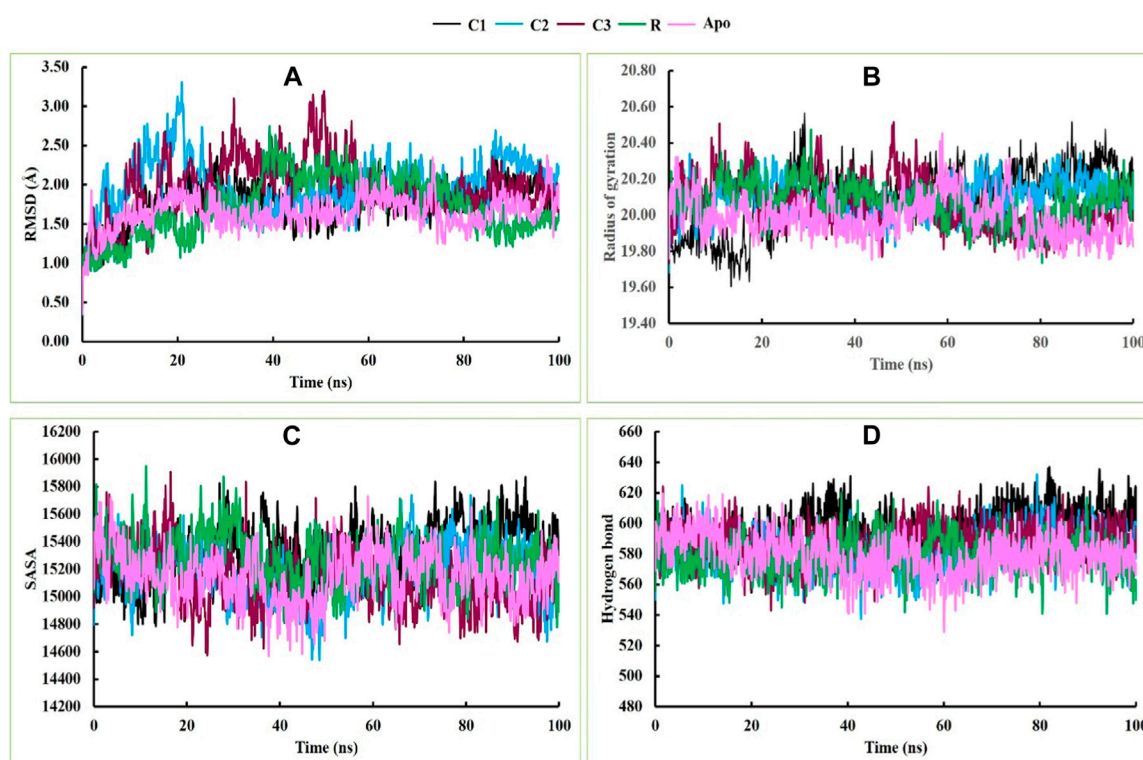 C1 C2 C3 R Apo
A
RMSD (Å)
3.50
3.00
2.50
2.00
1.50
1.00
0.50
0.00
0 20 40 60 80 100
Time (ns)
B
Radius of gyration
20.80
20.60
20.40
20.20
20.00
19.80
19.60
19.40
0 20 40 60 80 100
Time (ns)
C
SASA
16200
16000
15800
15600
15400
15200
15000
14800
14600
14400
14200
0 20 40 60 80 100
Time (ns)
D
Hydrogen bond
660
640
620
600
580
560
540
520
500
480
0 20 40 60 80 100
Time (ns)